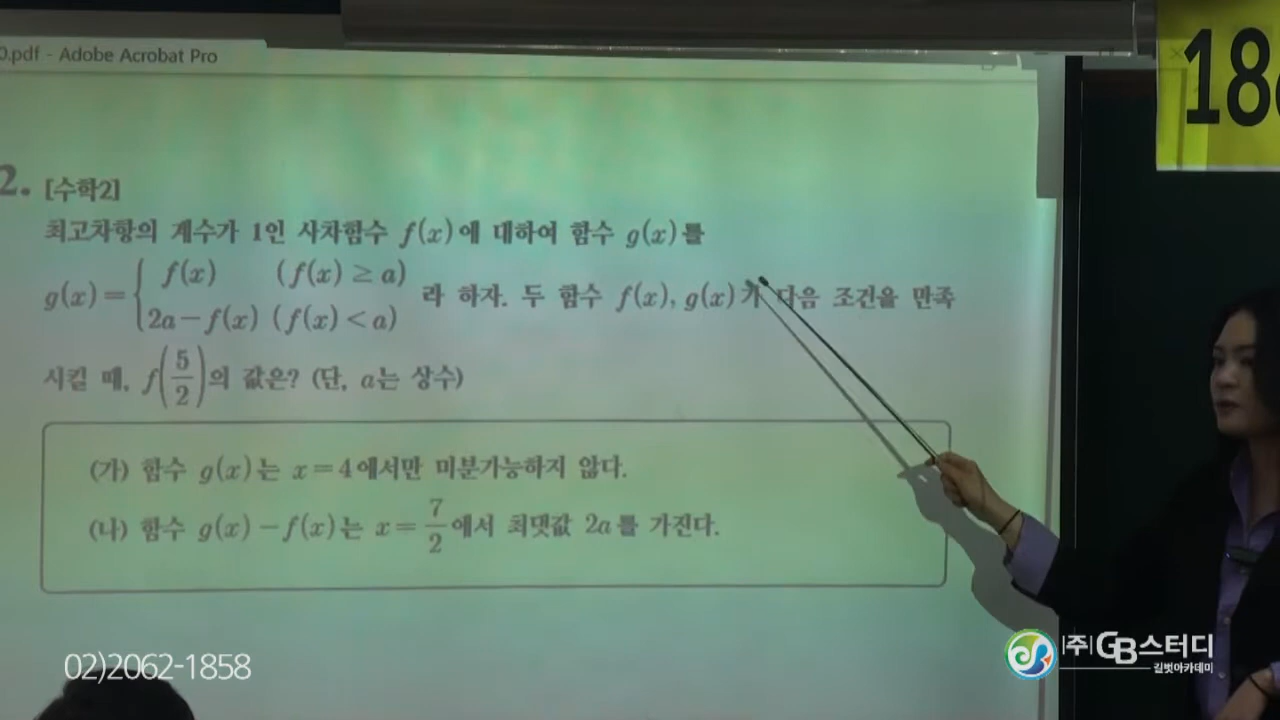 0.pdf - Adobe Acrobat Pro
18
2. [수학2]
최고차항의 계수가 1인 사차함수 f(x)에 대하여 함수 g(x)를
g(x)={ f(x) (f(x) ≥ a)
2a-f(x) (f(x)<a)
라 하자. 두 함수 f(x), g(x)가 다음 조건을 만족
시킬 때, f(5/2)의 값은? (단, a는 상수)
(가) 함수 g(x)는 x=4에서만 미분가능하지 않다.
(나) 함수 g(x)-f(x)는 x=7/2에서 최댓값 2a를 가진다.
02)2062-1858
(주)GB스터디
길벗아카데미